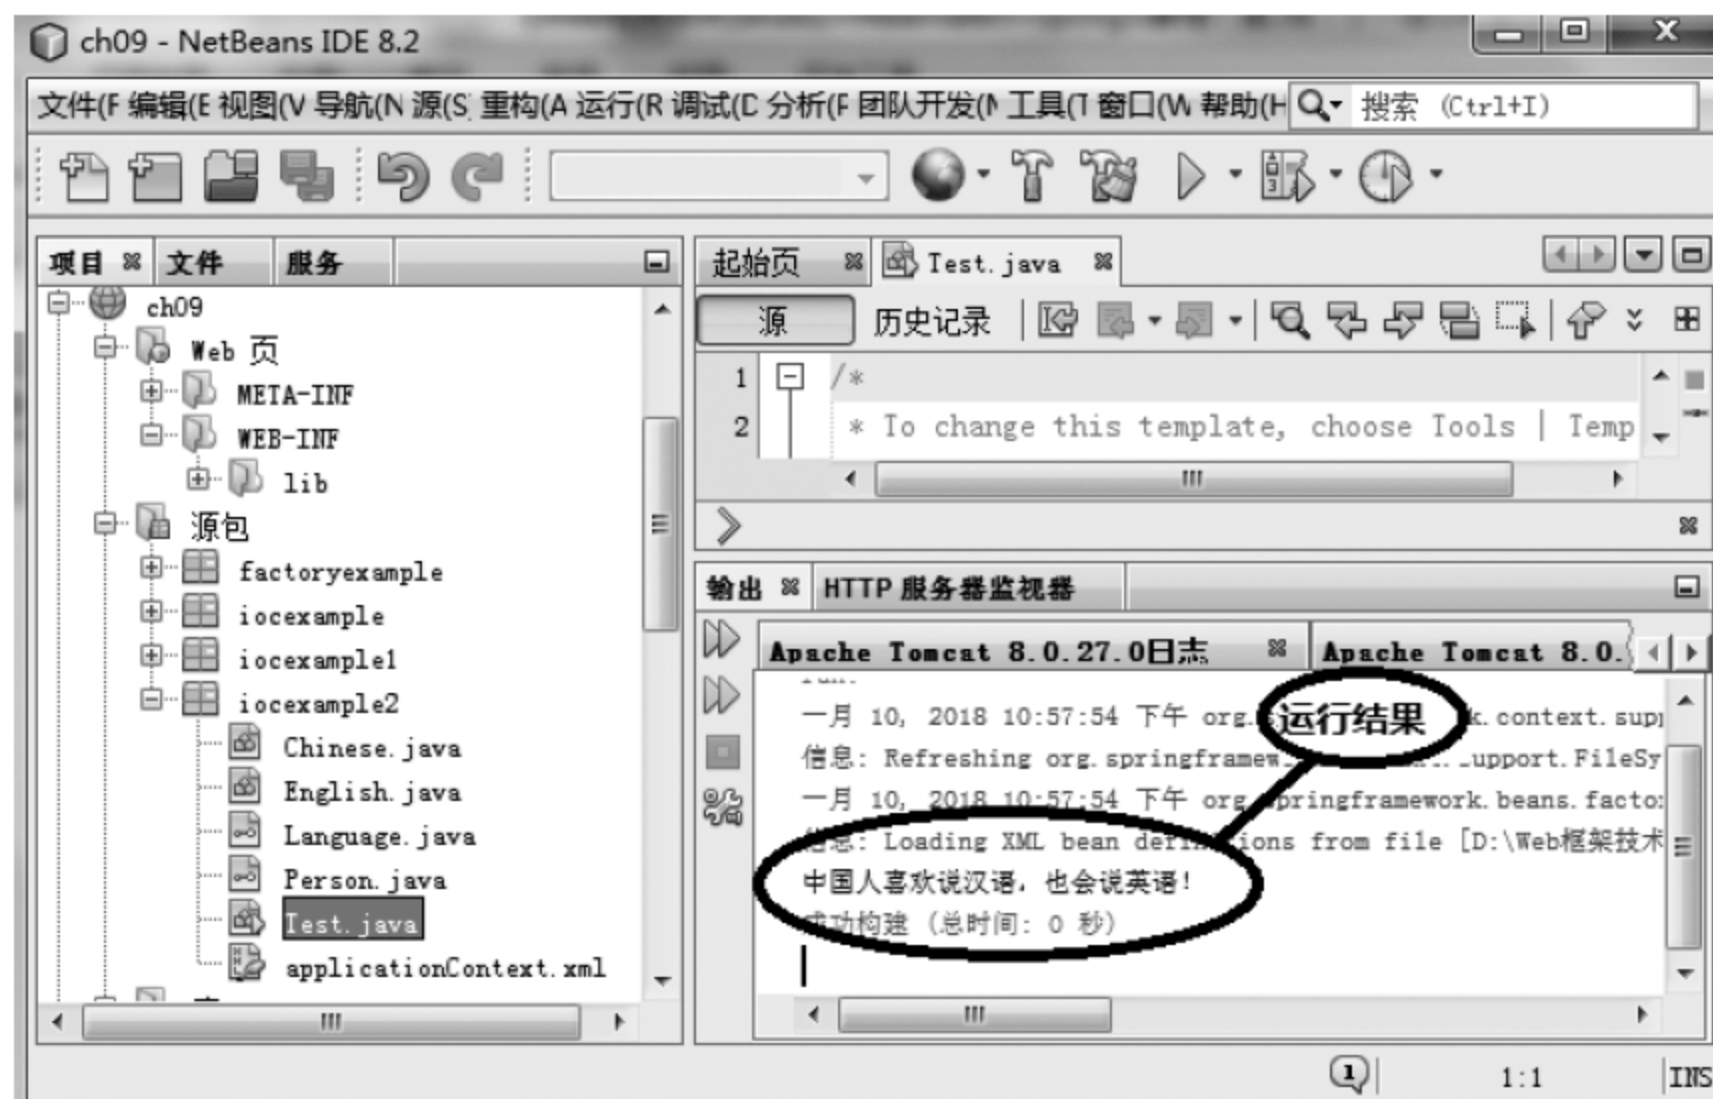 ch09 - NetBeans IDE 8.2
文件(F 编辑(E 视图(V 导航(N 源(S 重构(A 运行(R 调试(D 分析(P 团队开发(M 工具(T 窗口(W 帮助(H 搜索 (Ctrl+I)
项目 文件 服务
ch09
Web 页
META-INF
WEB-INF
lib
源包
factoryexample
iocexample
iocexample1
iocexample2
Chinese.java
English.java
Language.java
Person.java
Test.java
applicationContext.xml
起始页 Test.java
源 历史记录
1 /*
2 * To change this template, choose Tools | Temp
输出 HTTP 服务器监视器
Apache Tomcat 8.0.27.0日志 Apache Tomcat 8.0.
运行结果
一月 10, 2018 10:57:54 下午 org.s k.context.supp
信息: Refreshing org.springframew upport.FileSy
一月 10, 2018 10:57:54 下午 org.springframework.beans.factor
信息: Loading XML bean definitions from file [D:\Web框架技术
中国人喜欢说汉语，也会说英语！
成功构建 (总时间: 0 秒)
1 1:1 INS